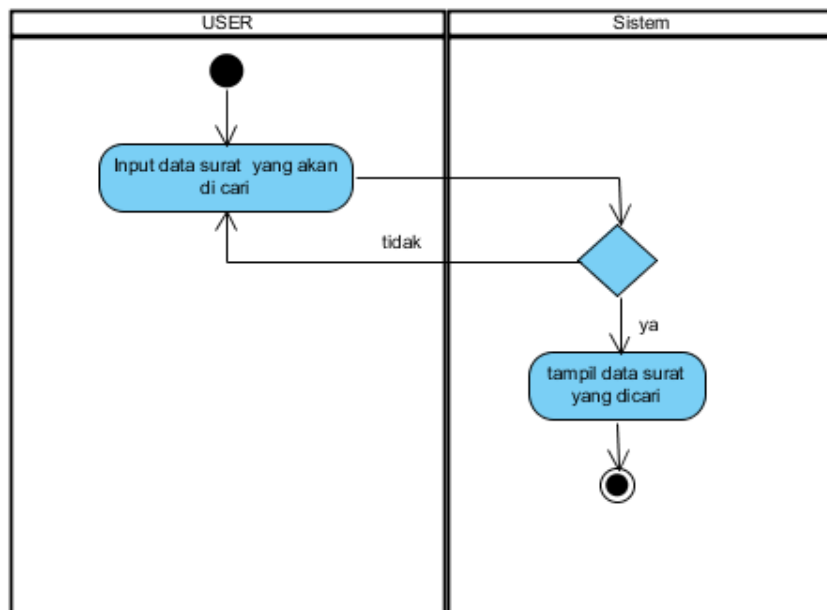 USER
Sistem
Input data surat yang akan
di cari
tidak
ya
tampil data surat
yang dicari